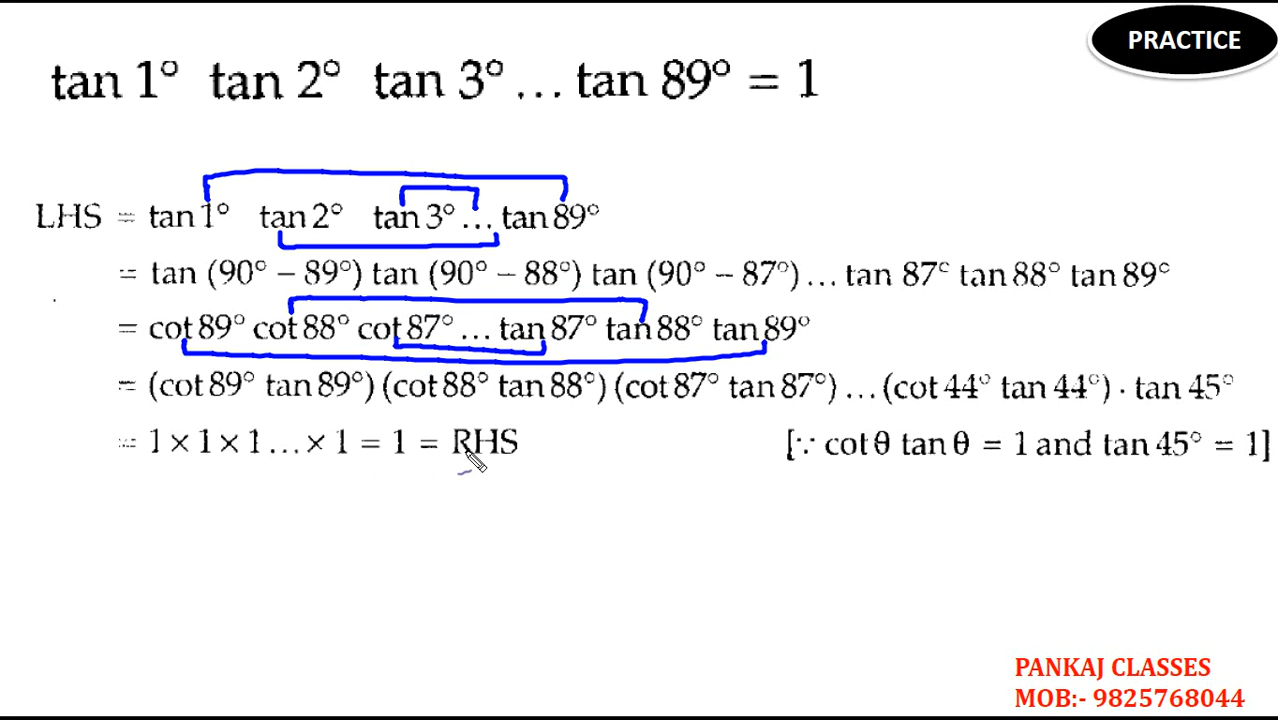 PRACTICE
tan 1° tan 2° tan 3° ... tan 89° = 1
LHS = tan 1° tan 2° tan 3° ... tan 89°
= tan (90° – 89°) tan (90° – 88°) tan (90° – 87°) ... tan 87° tan 88° tan 89°
= cot 89° cot 88° cot 87° ... tan 87° tan 88° tan 89°
= (cot 89° tan 89°) (cot 88° tan 88°) (cot 87° tan 87°) ... (cot 44° tan 44°) · tan 45°
= 1 × 1 × 1 ... × 1 = 1 = RHS [∵ cot θ tan θ = 1 and tan 45° = 1]
PANKAJ CLASSES
MOB:- 9825768044